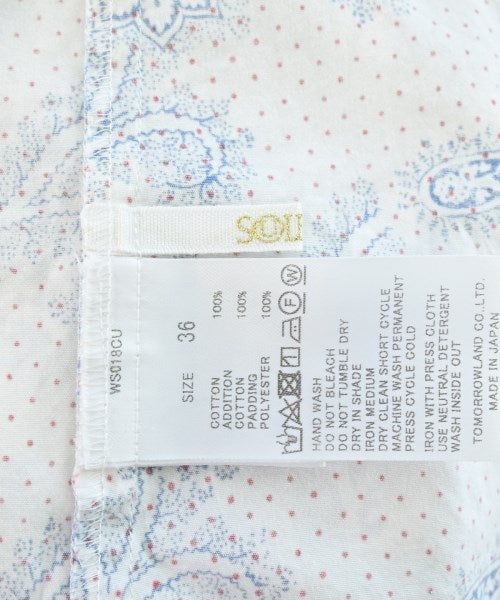 WS018CU
SIZE 36
COTTON 100%
ADDITION
COTTON 100%
PADDING
POLYESTER 100%
HAND WASH
DO NOT BLEACH
DO NOT TUMBLE DRY
DRY IN SHADE
IRON MEDIUM
DRY CLEAN SHORT CYCLE
MACHINE WASH PERMANENT
PRESS CYCLE COLD
IRON WITH PRESS CLOTH
USE NEUTRAL DETERGENT
WASH INSIDE OUT
TOMORROWLAND CO.,LTD.
MADE IN JAPAN